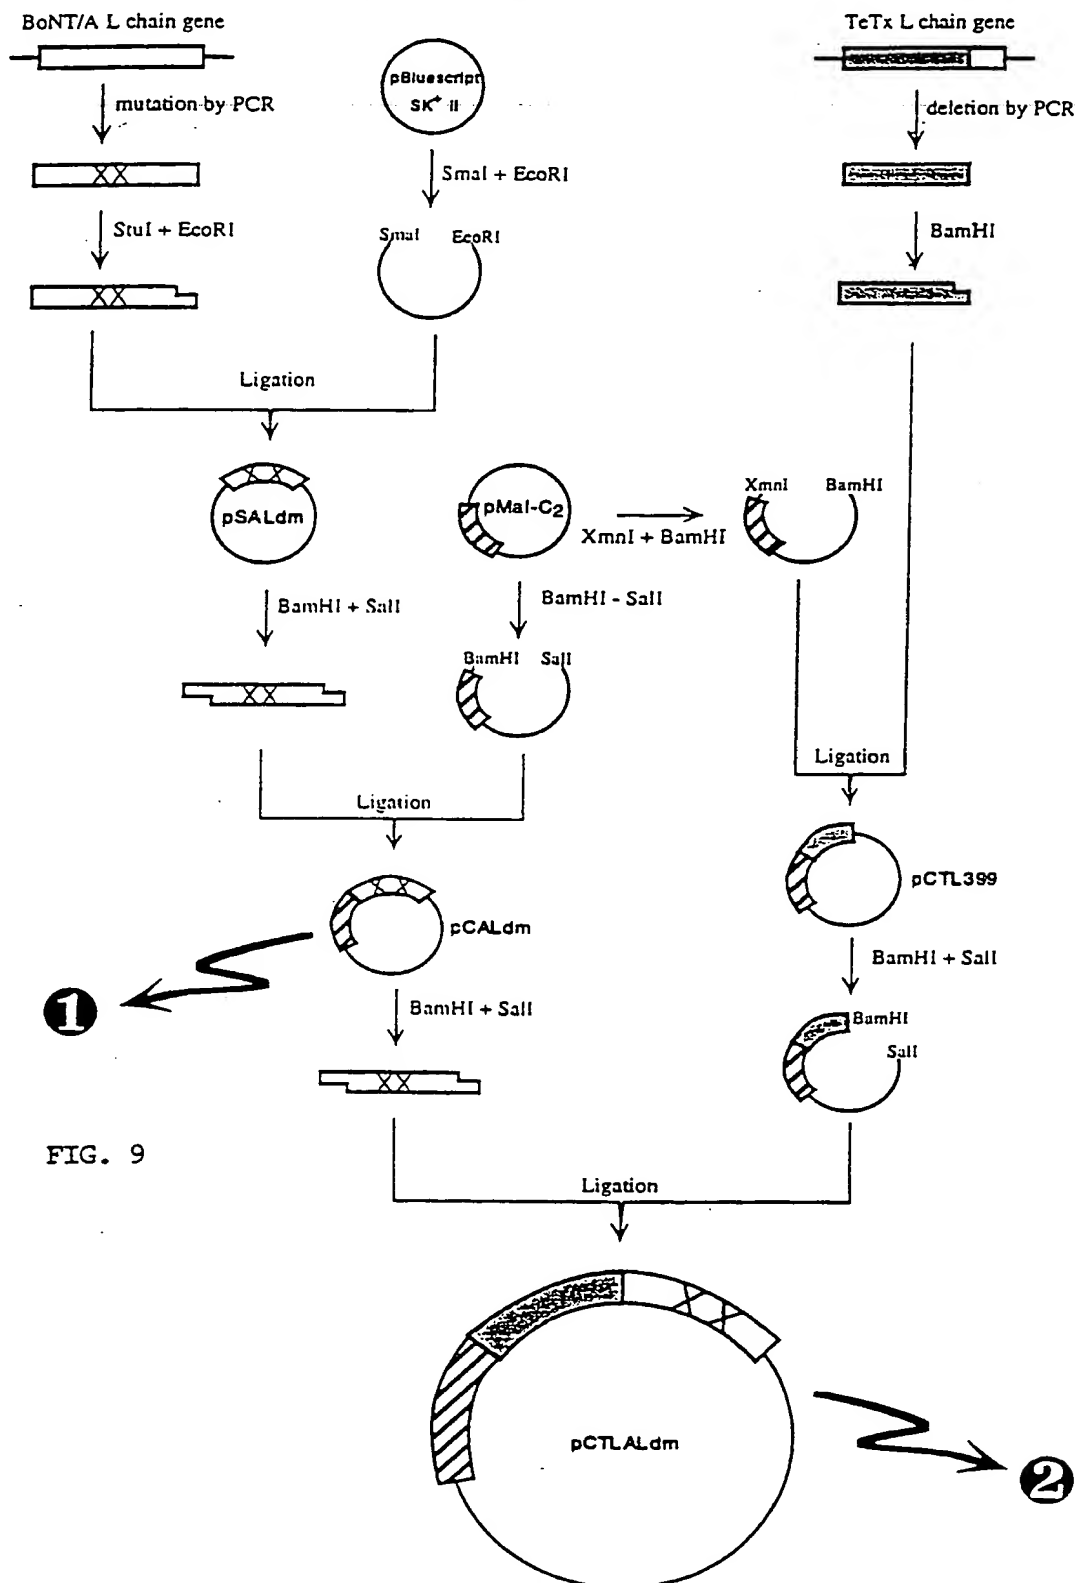 BoNT/A L chain gene
TeTx L chain gene
pBluescript
SK+ II
mutation by PCR
deletion by PCR
SmaI + EcoRI
StuI + EcoRI
BamHI
SmaI
EcoRI
Ligation
pSALdm
pMal-C2
XmnI
BamHI
XmnI + BamHI
BamHI + SalI
BamHI - SalI
BamHI
SalI
Ligation
Ligation
pCTL399
pCALdm
BamHI + SalI
1
BamHI + SalI
BamHI
SalI
FIG. 9
Ligation
pCTLALdm
2